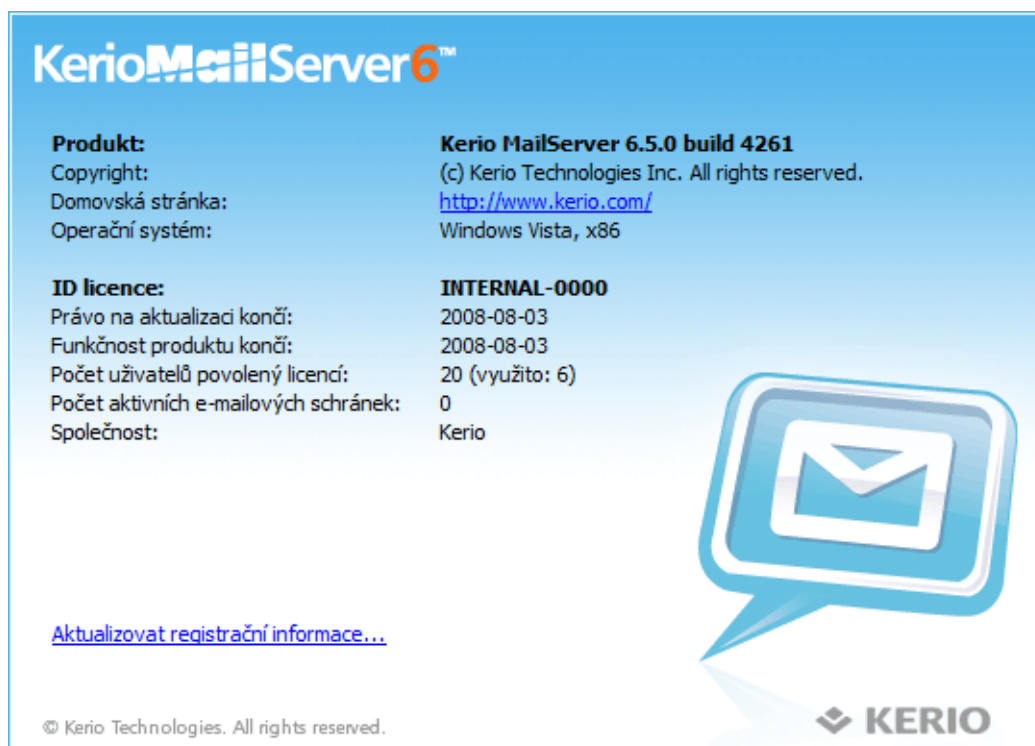 KerioMailServer6™
Produkt: Kerio MailServer 6.5.0 build 4261
Copyright: (c) Kerio Technologies Inc. All rights reserved.
Domovská stránka: http://www.kerio.com/
Operační systém: Windows Vista, x86
ID licence: INTERNAL-0000
Právo na aktualizaci končí: 2008-08-03
Funkčnost produktu končí: 2008-08-03
Počet uživatelů povolený licencí: 20 (využito: 6)
Počet aktivních e-mailových schránek: 0
Společnost: Kerio
Aktualizovat registrační informace...
© Kerio Technologies. All rights reserved. KERIO